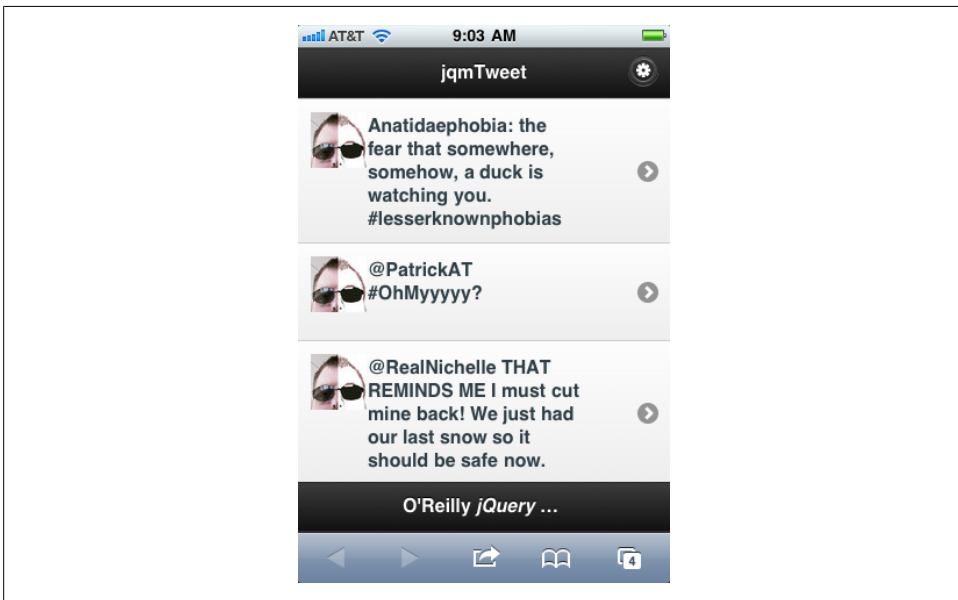 AT&T 9:03 AM
jqmTweet
Anatidaephobia: the
fear that somewhere,
somehow, a duck is
watching you.
#lesserknownphobias
@PatrickAT
#OhMyyyyy?
@RealNichelle THAT
REMINDS ME I must cut
mine back! We just had
our last snow so it
should be safe now.
O'Reilly jQuery ...
4